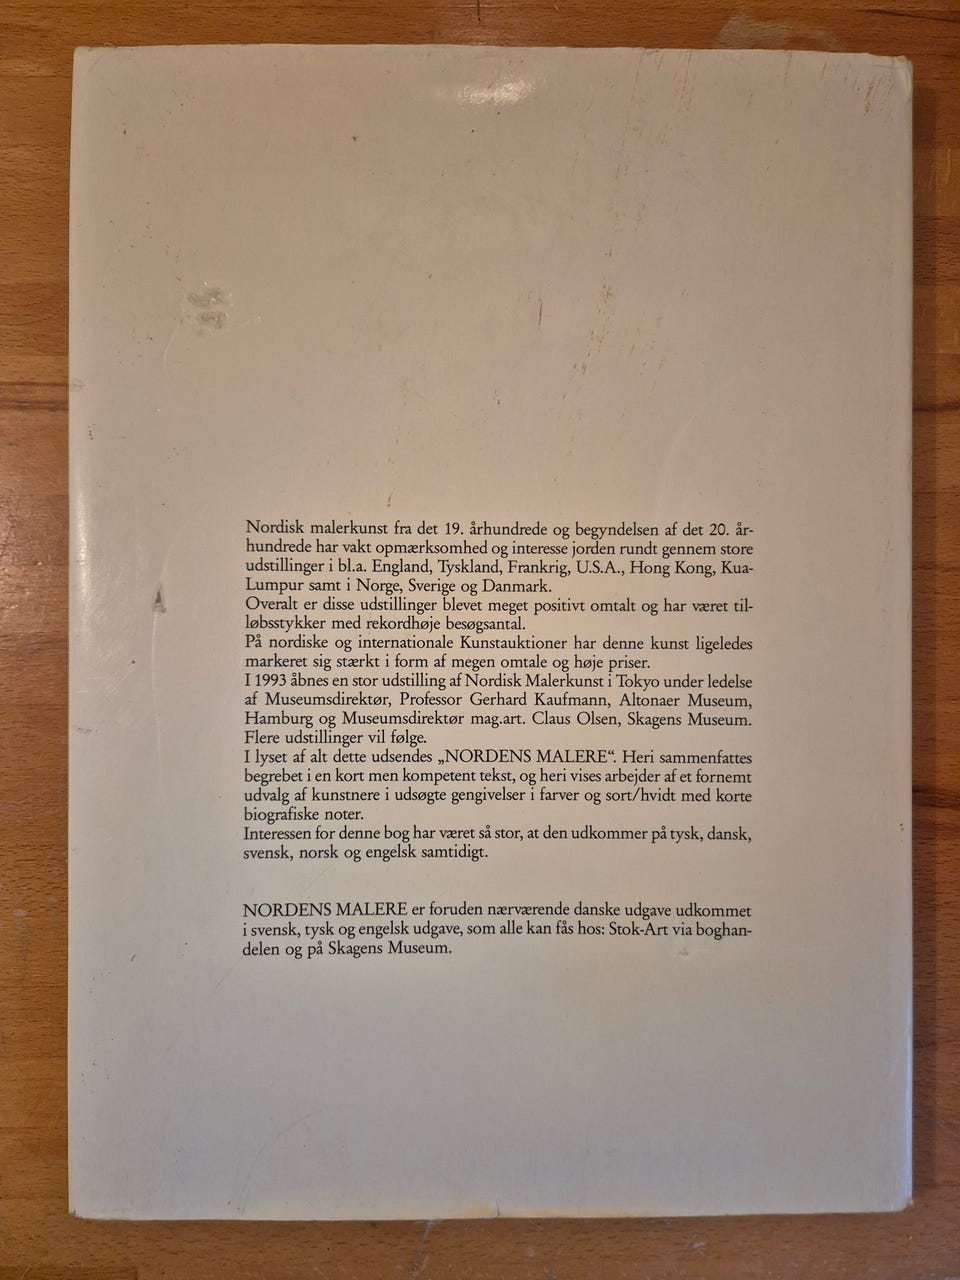 Nordisk malerkunst fra det 19. århundrede og begyndelsen af det 20. år-
hundrede har vakt opmærksomhed og interesse jorden rundt gennem store
udstillinger i bl.a. England, Tyskland, Frankrig, U.S.A., Hong Kong, Kua-
Lumpur samt i Norge, Sverige og Danmark.
Overalt er disse udstillinger blevet meget positivt omtalt og har været til-
løbsstykker med rekordhøje besøgsantal.
På nordiske og internationale Kunstauktioner har denne kunst ligeledes
markeret sig stærkt i form af megen omtale og høje priser.
I 1993 åbnes en stor udstilling af Nordisk Malerkunst i Tokyo under ledelse
af Museumsdirektør, Professor Gerhard Kaufmann, Altonaer Museum,
Hamburg og Museumsdirektør mag.art. Claus Olsen, Skagens Museum.
Flere udstillinger vil følge.
I lyset af alt dette udsendes „NORDENS MALERE“. Heri sammenfattes
begrebet i en kort men kompetent tekst, og heri vises arbejder af et fornemt
udvalg af kunstnere i udsøgte gengivelser i farver og sort/hvidt med korte
biografiske noter.
Interessen for denne bog har været så stor, at den udkommer på tysk, dansk,
svensk, norsk og engelsk samtidigt.
NORDENS MALERE er foruden nærværende danske udgave udkommet
i svensk, tysk og engelsk udgave, som alle kan fås hos: Stok-Art via boghan-
delen og på Skagens Museum.